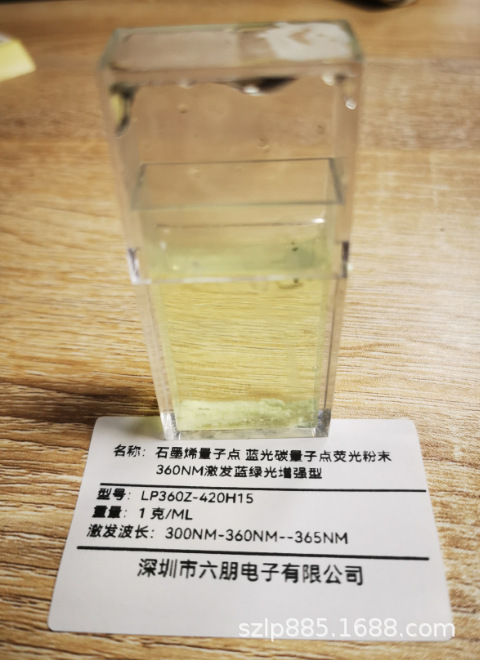 名称：石墨烯量子点 蓝光碳量子点荧光粉末
360NM激发蓝绿光增强型
型号：LP360Z-420H15
重量：1克/ML
激发波长：300NM-360NM--365NM
深圳市六朋电子有限公司
szlp885.1688.com